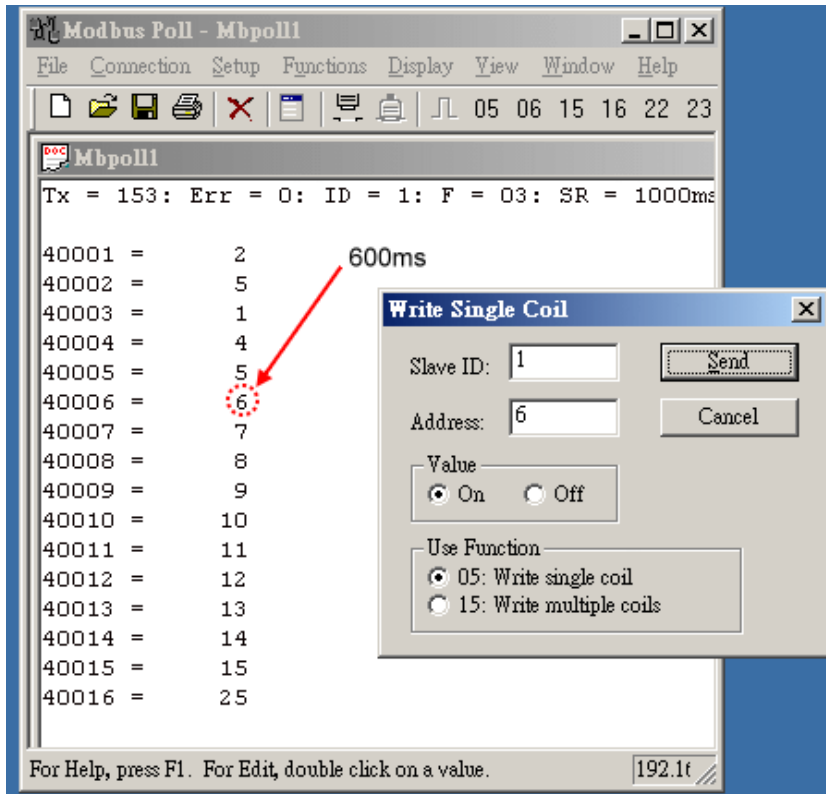 Modbus Poll - Mbpoll1
File Connection Setup Functions Display View Window Help
05 06 15 16 22 23
Mbpoll1
Tx = 153: Err = 0: ID = 1: F = 03: SR = 1000ms
40001 = 2
600ms
40002 = 5
40003 = 1
40004 = 4
40005 = 5
40006 = 6
40007 = 7
40008 = 8
40009 = 9
40010 = 10
40011 = 11
40012 = 12
40013 = 13
40014 = 14
40015 = 15
40016 = 25
Write Single Coil
Slave ID: 1 Send
Address: 6 Cancel
Value
On Off
Use Function
05: Write single coil
15: Write multiple coils
For Help, press F1. For Edit, double click on a value. 192.16